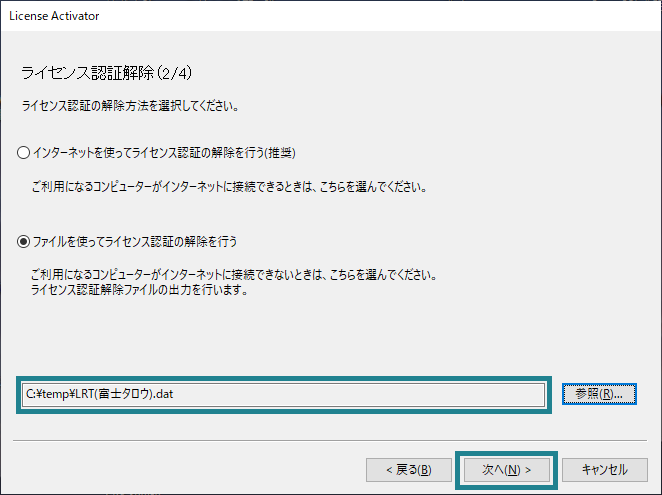 License Activator
ライセンス認証解除(2/4)
ライセンス認証の解除方法を選択してください。
インターネットを使ってライセンス認証の解除を行う(推奨)
ご利用になるコンピューターがインターネットに接続できるときは、こちらを選んでください。
ファイルを使ってライセンス認証の解除を行う
ご利用になるコンピューターがインターネットに接続できないときは、こちらを選んでください。
ライセンス認証解除ファイルの出力を行います。
C:¥temp¥LRT(富士タロウ).dat
参照(R)...
< 戻る(B)
次へ(N) >
キャンセル